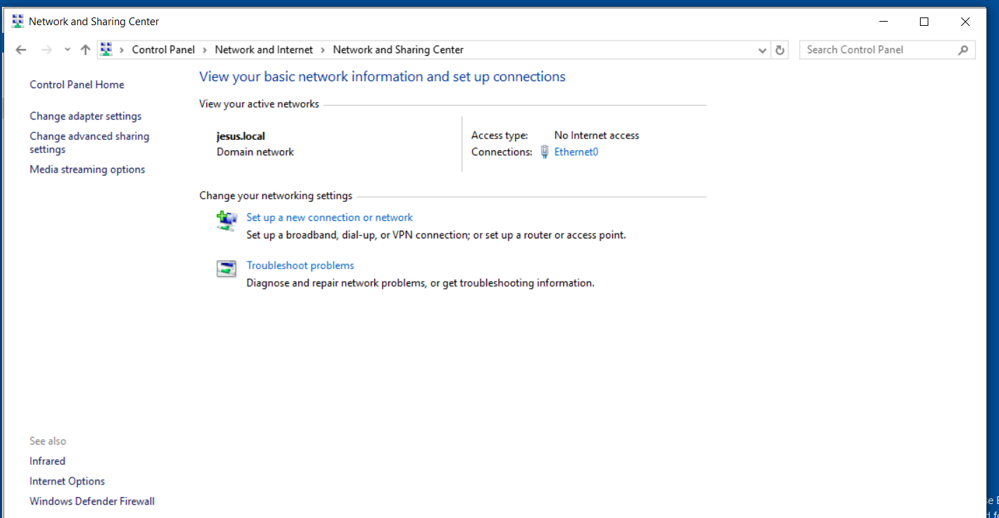 Network and Sharing Center
Control Panel > Network and Internet > Network and Sharing Center
Search Control Panel
Control Panel Home
Change adapter settings
Change advanced sharing
settings
Media streaming options
View your basic network information and set up connections
View your active networks
jesus.local
Domain network
Access type: No Internet access
Connections: Ethernet0
Change your networking settings
Set up a new connection or network
Set up a broadband, dial-up, or VPN connection; or set up a router or access point.
Troubleshoot problems
Diagnose and repair network problems, or get troubleshooting information.
See also
Infrared
Internet Options
Windows Defender Firewall